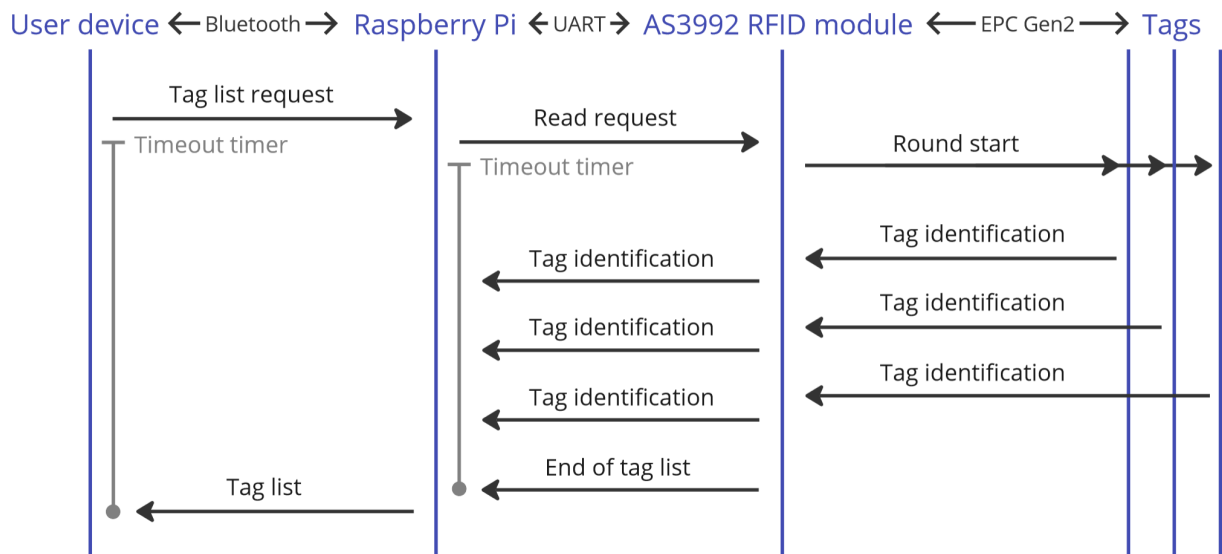 User device Bluetooth Raspberry Pi UART AS3992 RFID module EPC Gen2 Tags
Tag list request
Read request
Timeout timer
Round start
Timeout timer
Tag identification
Tag identification
Tag identification
Tag identification
Tag identification
Tag identification
End of tag list
Tag list